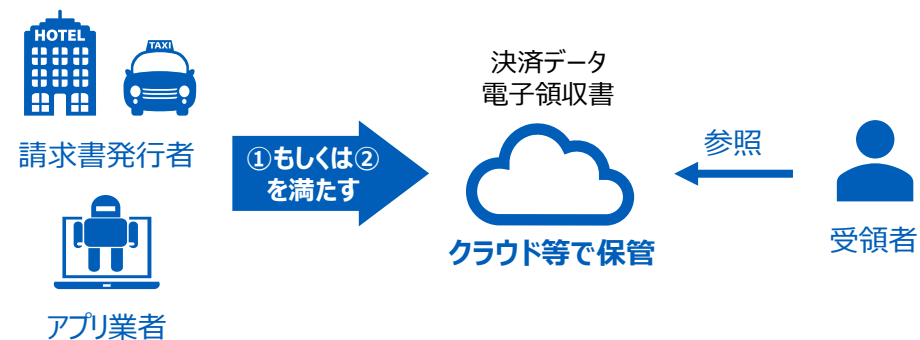 HOTEL
TAXI
請求書発行者
アプリ業者
①もしくは②
を満たす
決済データ
電子領収書
クラウド等で保管
参照
受領者